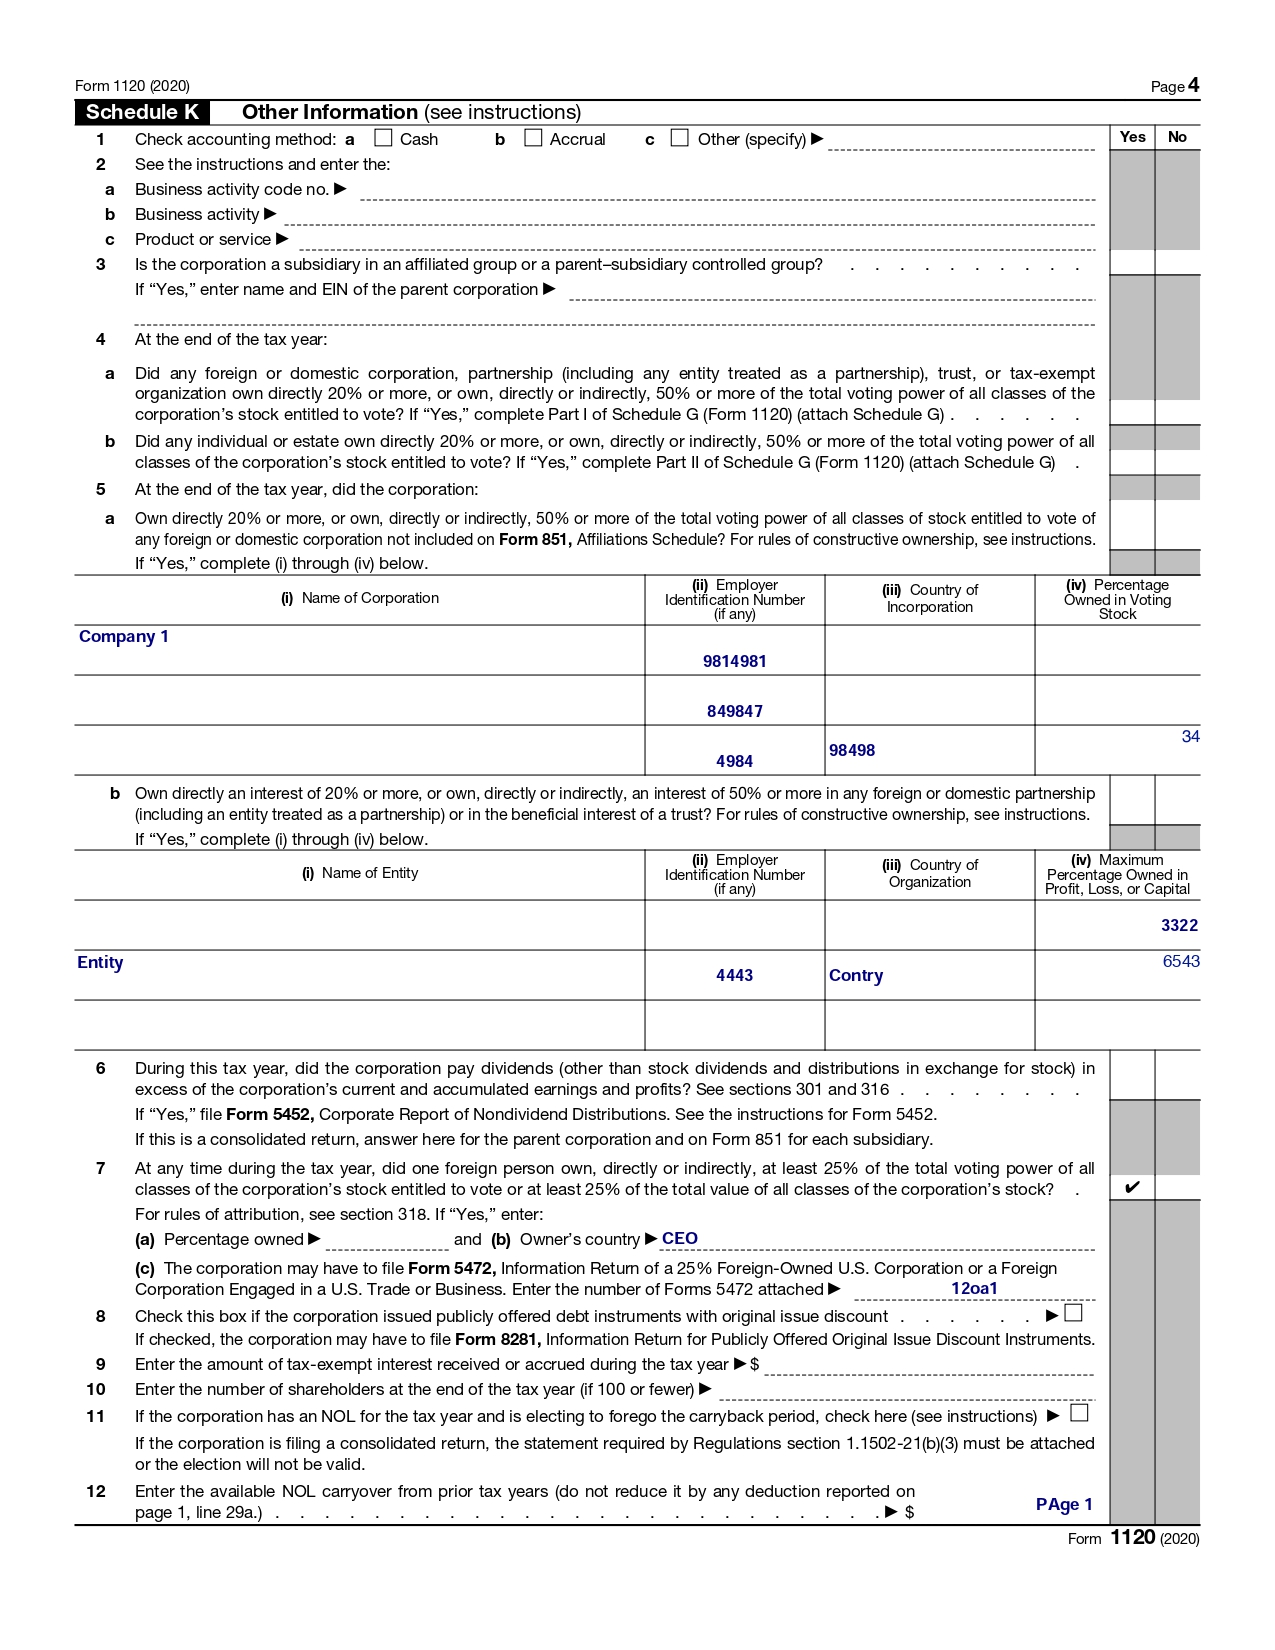 Form 1120 (2020) Page 4
Schedule K Other Information (see instructions)
1 Check accounting method: a ☐ Cash b ☐ Accrual c ☐ Other (specify) ▶ Yes No
2 See the instructions and enter the:
a Business activity code no. ▶
b Business activity ▶
c Product or service ▶
3 Is the corporation a subsidiary in an affiliated group or a parent–subsidiary controlled group? . . . . . . . . . .
If “Yes,” enter name and EIN of the parent corporation ▶
4 At the end of the tax year:
a Did any foreign or domestic corporation, partnership (including any entity treated as a partnership), trust, or tax-exempt
organization own directly 20% or more, or own, directly or indirectly, 50% or more of the total voting power of all classes of the
corporation’s stock entitled to vote? If “Yes,” complete Part I of Schedule G (Form 1120) (attach Schedule G) . . . . . .
b Did any individual or estate own directly 20% or more, or own, directly or indirectly, 50% or more of the total voting power of all
classes of the corporation’s stock entitled to vote? If “Yes,” complete Part II of Schedule G (Form 1120) (attach Schedule G) .
5 At the end of the tax year, did the corporation:
a Own directly 20% or more, or own, directly or indirectly, 50% or more of the total voting power of all classes of stock entitled to vote of
any foreign or domestic corporation not included on Form 851, Affiliations Schedule? For rules of constructive ownership, see instructions.
If “Yes,” complete (i) through (iv) below.
(i) Name of Corporation
(ii) Employer
Identification Number
(if any)
(iii) Country of
Incorporation
(iv) Percentage
Owned in Voting
Stock
Company 1
9814981
849847
4984
98498
34
b Own directly an interest of 20% or more, or own, directly or indirectly, an interest of 50% or more in any foreign or domestic partnership
(including an entity treated as a partnership) or in the beneficial interest of a trust? For rules of constructive ownership, see instructions.
If “Yes,” complete (i) through (iv) below.
(i) Name of Entity
(ii) Employer
Identification Number
(if any)
(iii) Country of
Organization
(iv) Maximum
Percentage Owned in
Profit, Loss, or Capital
3322
Entity
4443
Contry
6543
6 During this tax year, did the corporation pay dividends (other than stock dividends and distributions in exchange for stock) in
excess of the corporation’s current and accumulated earnings and profits? See sections 301 and 316 . . . . . . . .
If “Yes,” file Form 5452, Corporate Report of Nondividend Distributions. See the instructions for Form 5452.
If this is a consolidated return, answer here for the parent corporation and on Form 851 for each subsidiary.
7 At any time during the tax year, did one foreign person own, directly or indirectly, at least 25% of the total voting power of all
classes of the corporation’s stock entitled to vote or at least 25% of the total value of all classes of the corporation’s stock? . ✔
For rules of attribution, see section 318. If “Yes,” enter:
(a) Percentage owned ▶ and (b) Owner’s country ▶ CEO
(c) The corporation may have to file Form 5472, Information Return of a 25% Foreign-Owned U.S. Corporation or a Foreign
Corporation Engaged in a U.S. Trade or Business. Enter the number of Forms 5472 attached ▶ 12oa1
8 Check this box if the corporation issued publicly offered debt instruments with original issue discount . . . . . . ▶ ☐
If checked, the corporation may have to file Form 8281, Information Return for Publicly Offered Original Issue Discount Instruments.
9 Enter the amount of tax-exempt interest received or accrued during the tax year ▶ $
10 Enter the number of shareholders at the end of the tax year (if 100 or fewer) ▶
11 If the corporation has an NOL for the tax year and is electing to forego the carryback period, check here (see instructions) ▶ ☐
If the corporation is filing a consolidated return, the statement required by Regulations section 1.1502-21(b)(3) must be attached
or the election will not be valid.
12 Enter the available NOL carryover from prior tax years (do not reduce it by any deduction reported on
page 1, line 29a.) . . . . . . . . . . . . . . . . . . . . . . . . . ▶ $ PAge 1
Form 1120 (2020)